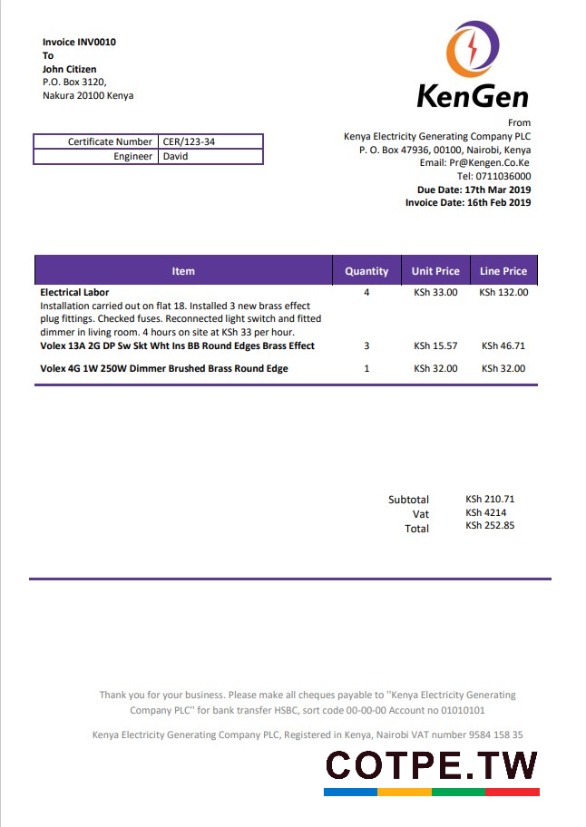 Invoice INV0010
To
John Citizen
P.O. Box 3120,
Nakura 20100 Kenya
KenGen
From
Kenya Electricity Generating Company PLC
P. O. Box 47936, 00100, Nairobi, Kenya
Email: Pr@Kengen.Co.Ke
Tel: 0711036000
Due Date: 17th Mar 2019
Invoice Date: 16th Feb 2019
Certificate Number CER/123-34
Engineer David
Item Quantity Unit Price Line Price
Electrical Labor 4 KSh 33.00 KSh 132.00
Installation carried out on flat 18. Installed 3 new brass effect
plug fittings. Checked fuses. Reconnected light switch and fitted
dimmer in living room. 4 hours on site at KSh 33 per hour.
Volex 13A 2G DP Sw Skt Wht Ins BB Round Edges Brass Effect 3 KSh 15.57 KSh 46.71
Volex 4G 1W 250W Dimmer Brushed Brass Round Edge 1 KSh 32.00 KSh 32.00
Subtotal KSh 210.71
Vat KSh 4214
Total KSh 252.85
Thank you for your business. Please make all cheques payable to "Kenya Electricity Generating
Company PLC" for bank transfer HSBC, sort code 00-00-00 Account no 01010101
Kenya Electricity Generating Company PLC, Registered in Kenya, Nairobi VAT number 9584 158 35
COTPE.TW